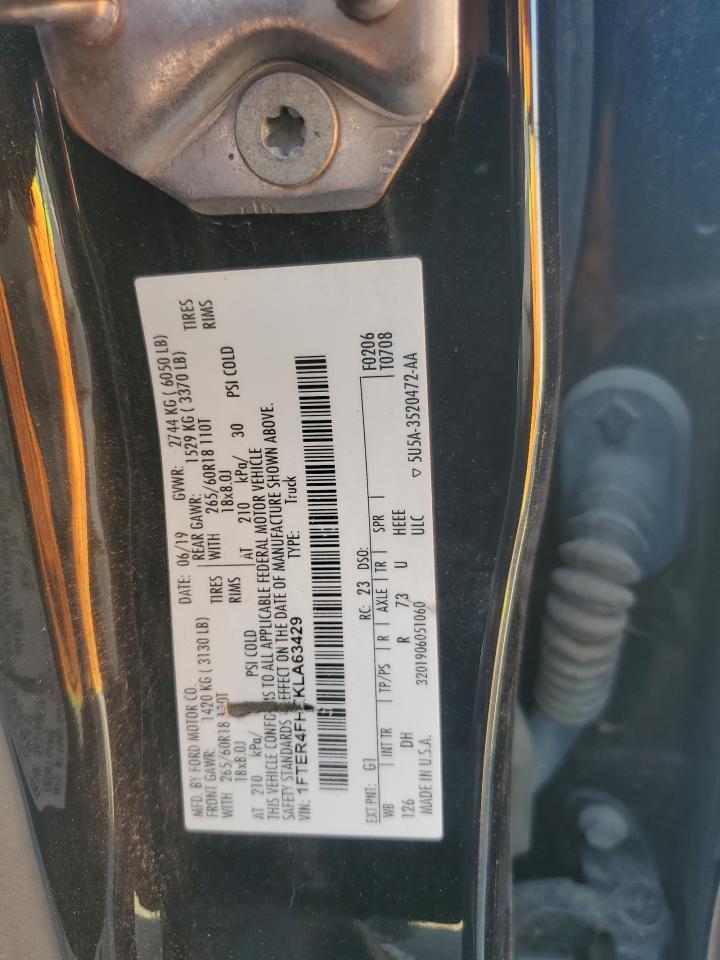 MFD. BY FORD MOTOR CO.
DATE: 06/19 GVWR: 2744 KG ( 6050 LB)
FRONT GAWR: 1420 KG ( 3130 LB) REAR GAWR: 1529 KG ( 3370 LB)
WITH 265/60R18 110T TIRES WITH 265/60R18 110T TIRES
18x8.0J RIMS 18x8.0J RIMS
AT 210 kPa/ PSI COLD AT 210 kPa/ 30 PSI COLD
THIS VEHICLE CONFORMS TO ALL APPLICABLE FEDERAL MOTOR VEHICLE
SAFETY STANDARDS EFFECT ON THE DATE OF MANUFACTURE SHOWN ABOVE.
VIN: 1FTER4FH KLA63429 TYPE: Truck
EXT PNT: G1 RC: 23 DSO: F0206
WB INT TR TP/PS R AXLE TR SPR T0708
126 DH R 73 U HEEE
ULC ▽ 5U5A-3520472-AA
MADE IN U.S.A. 3201906051060